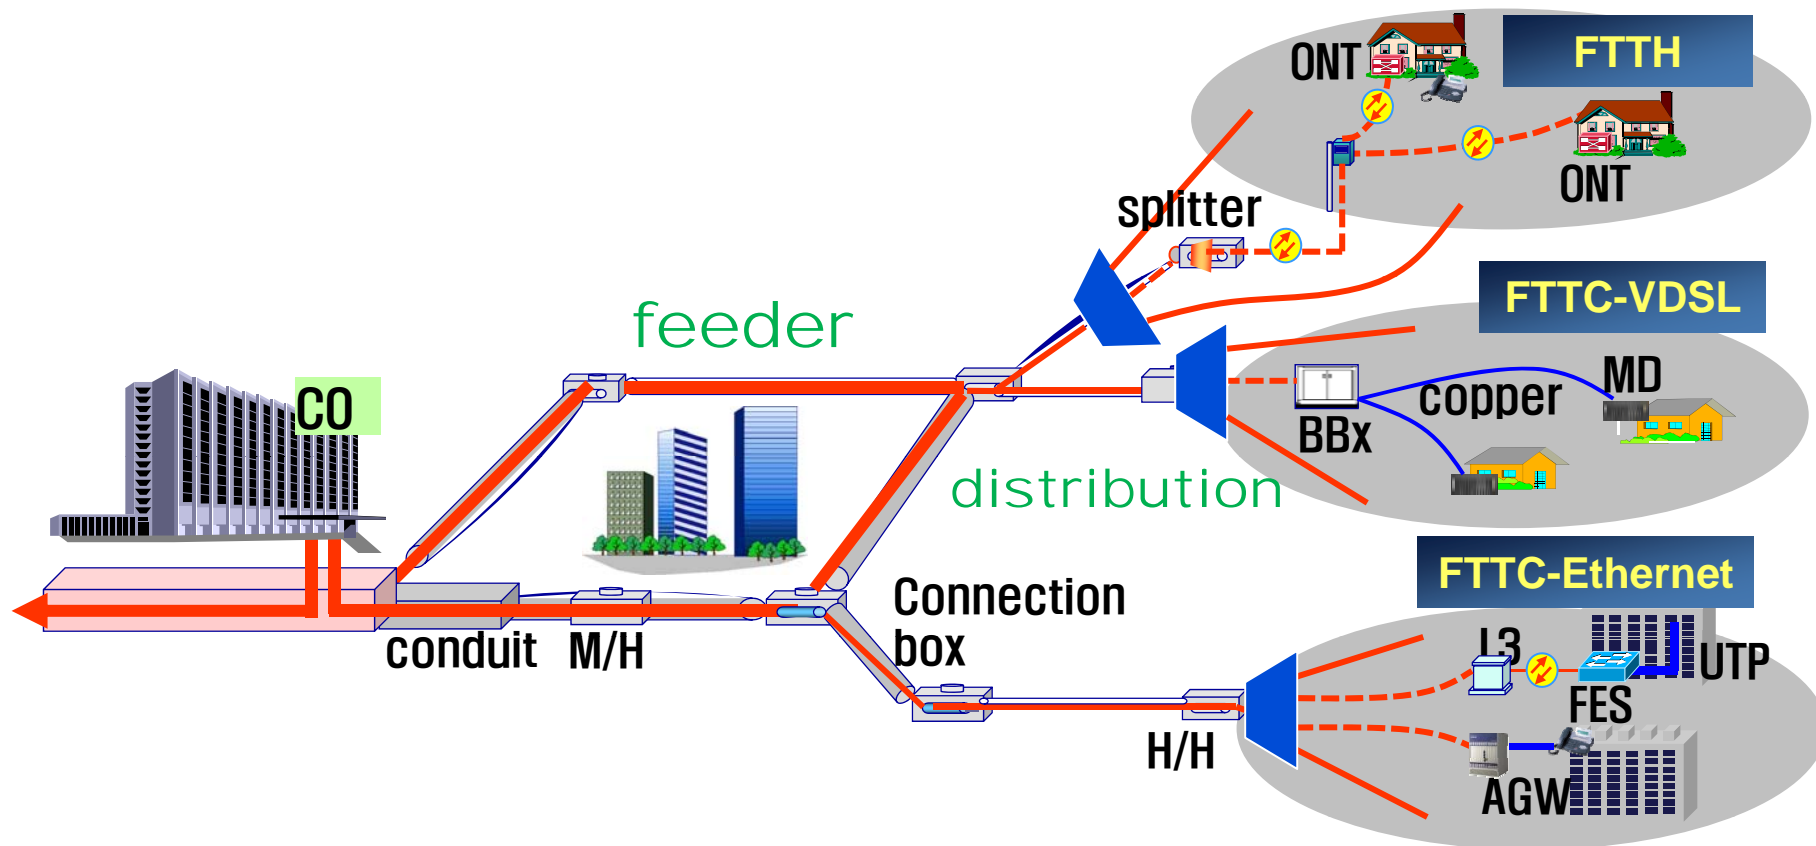 ONT
FTTH
ONT
splitter
FTTC-VDSL
feeder
CO
copper
MD
BBx
distribution
FTTC-Ethernet
Connection
box
conduit
M/H
L3
UTP
FES
H/H
AGW